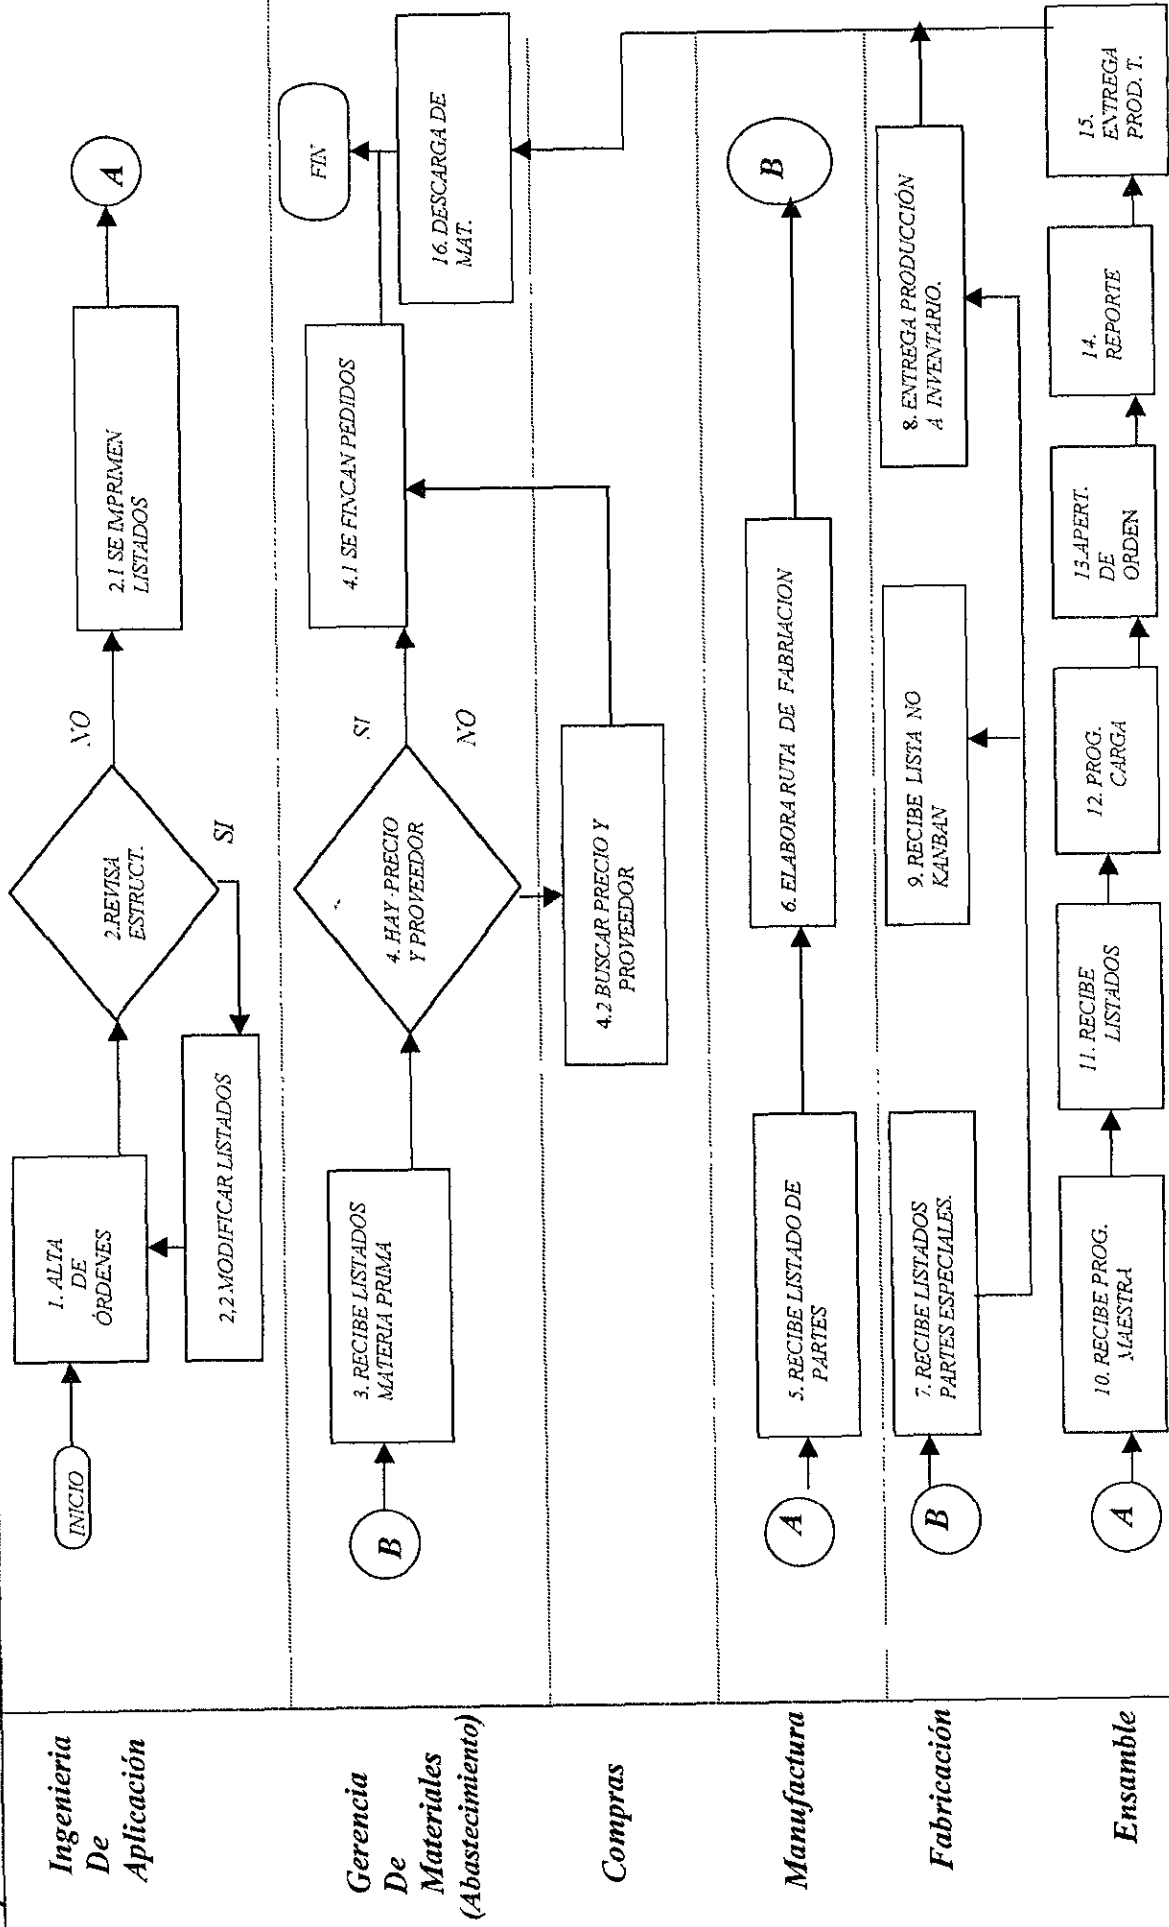 Ingenieria
De
Aplicación
INICIO
1. ALTA
DE
ÓRDENES
2.REVISA
ESTRUCT.
NO
SI
2.1 SE IMPRIMEN
LISTADOS
A
2,2 MODIFICAR LISTADOS
Gerencia
De
Materiales
(Abastecimiento)
B
3. RECIBE LISTADOS
MATERIA PRIMA
4. HAY PRECIO
Y PROVEEDOR
SI
NO
4.1 SE FINCAN PEDIDOS
16. DESCARGA DE
MAT.
FIN
Compras
4.2 BUSCAR PRECIO Y
PROVEEDOR
Manufactura
A
5. RECIBE LISTADO DE
PARTES
6. ELABORA RUTA DE FABRIACION
B
Fabricación
B
7. RECIBE LISTADOS
PARTES ESPECIALES.
9. RECIBE LISTA NO
KANBAN
8. ENTREGA PRODUCCIÓN
A INVENTARIO.
Ensamble
A
10. RECIBE PROG.
MAESTRA
11. RECIBE
LISTADOS
12. PROG.
CARGA
13.APERT.
DE
ORDEN
14.
REPORTE
15.
ENTREGA
PROD. T.